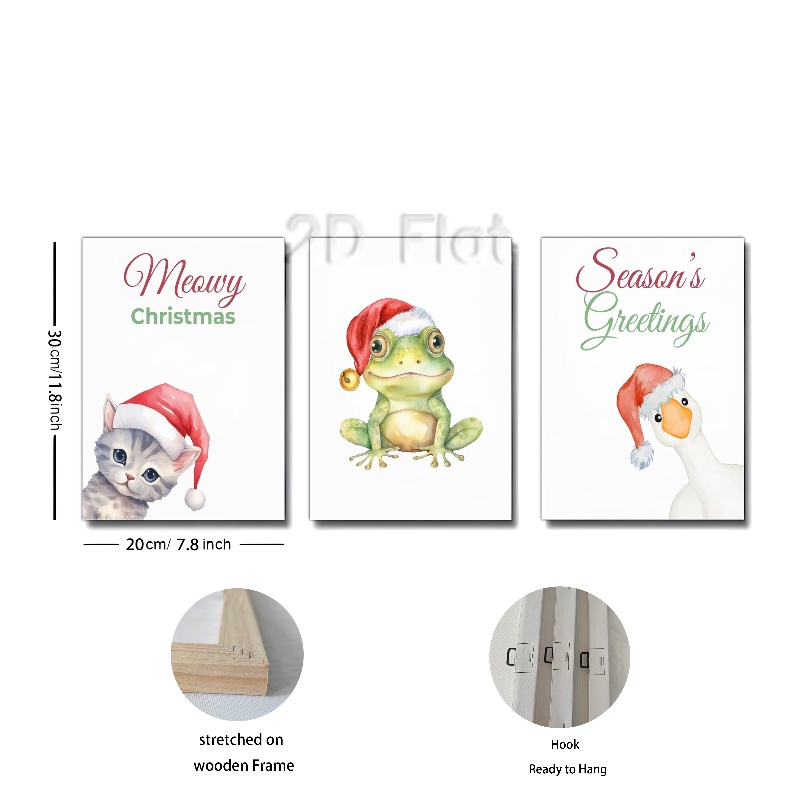 2D Flat
Meowy
Christmas
Season's
Greetings
30cm/11.8inch
20cm/ 7.8 inch
stretched on
wooden Frame
Hook
Ready to Hang